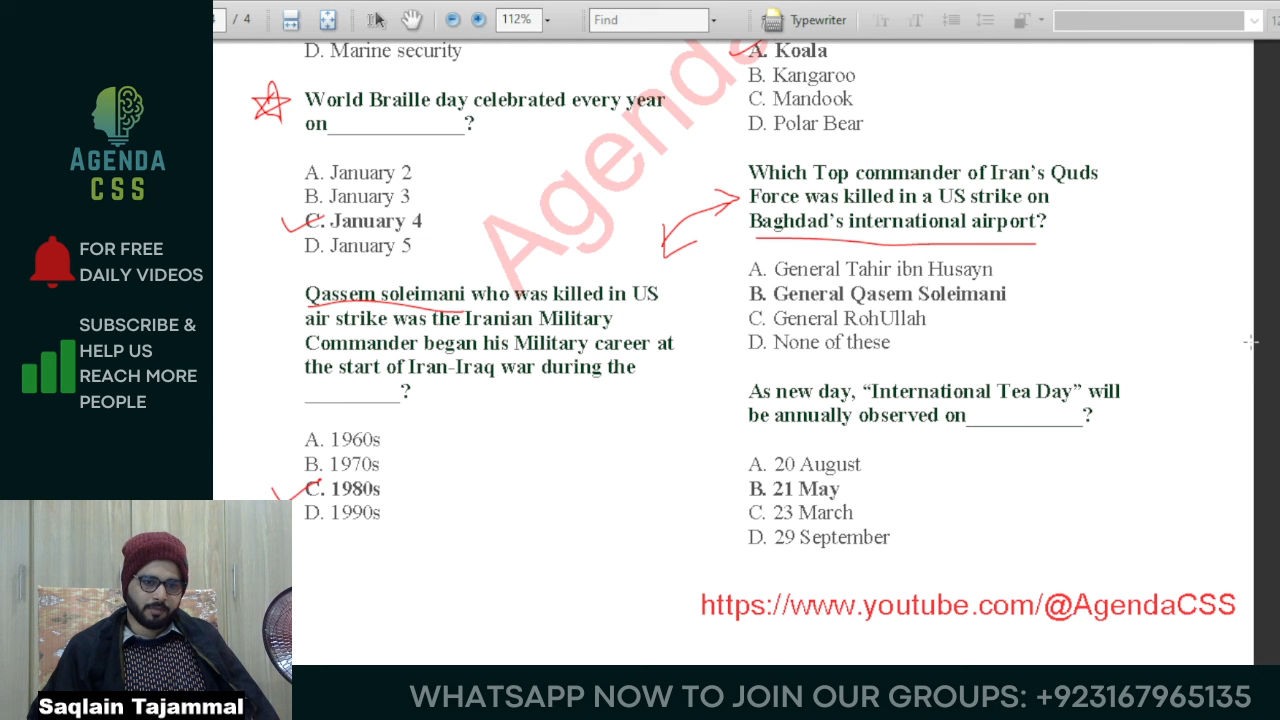 / 4
112%
Find
Typewriter
AGENDA
CSS
FOR FREE
DAILY VIDEOS
SUBSCRIBE &
HELP US
REACH MORE
PEOPLE
D. Marine security
World Braille day celebrated every year
on_____________?
A. January 2
B. January 3
C. January 4
D. January 5
Qassem soleimani who was killed in US
air strike was the Iranian Military
Commander began his Military career at
the start of Iran-Iraq war during the
_________?
A. 1960s
B. 1970s
C. 1980s
D. 1990s
A. Koala
B. Kangaroo
C. Mandook
D. Polar Bear
Which Top commander of Iran’s Quds
Force was killed in a US strike on
Baghdad’s international airport?
A. General Tahir ibn Husayn
B. General Qasem Soleimani
C. General RohUllah
D. None of these
As new day, “International Tea Day” will
be annually observed on___________?
A. 20 August
B. 21 May
C. 23 March
D. 29 September
Agenda
https://www.youtube.com/@AgendaCSS
Saqlain Tajammal
WHATSAPP NOW TO JOIN OUR GROUPS: +923167965135